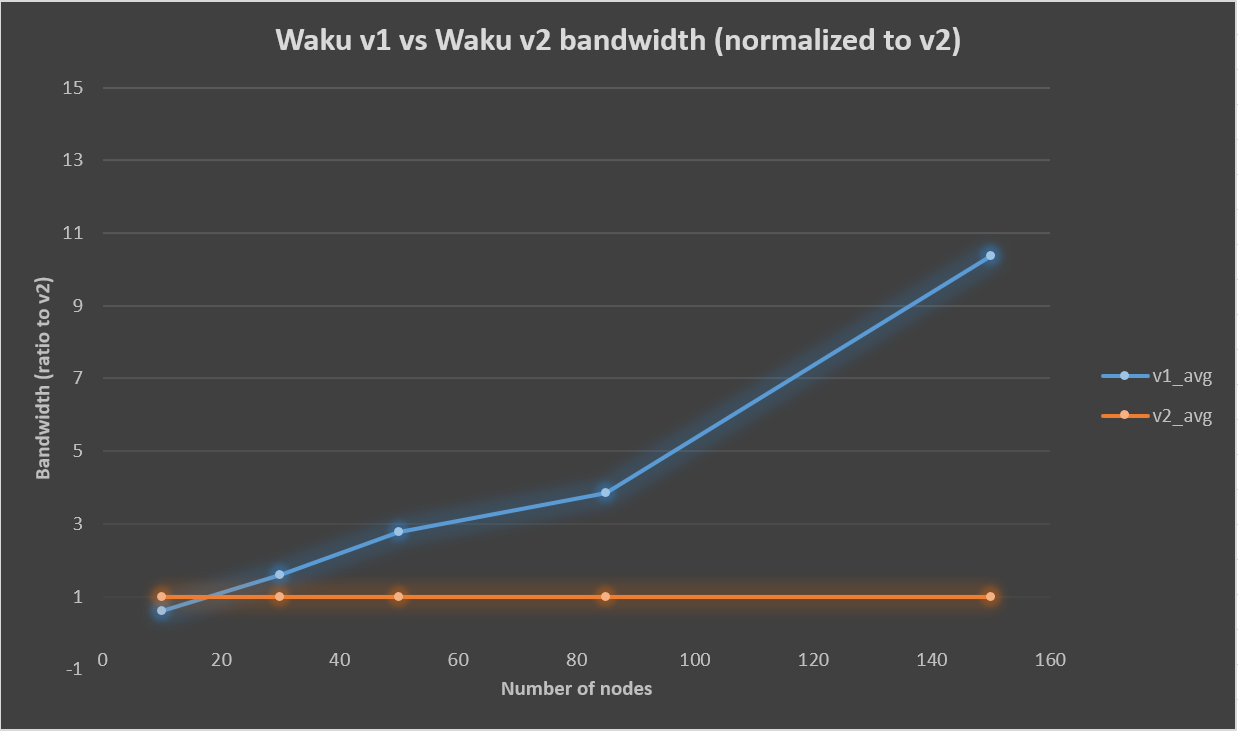 Waku v1 vs Waku v2 bandwidth (normalized to v2)
15
13
11
9
7
5
3
1
-1
Bandwidth (ratio to v2)
0 20 40 60 80 100 120 140 160
Number of nodes
v1_avg
v2_avg